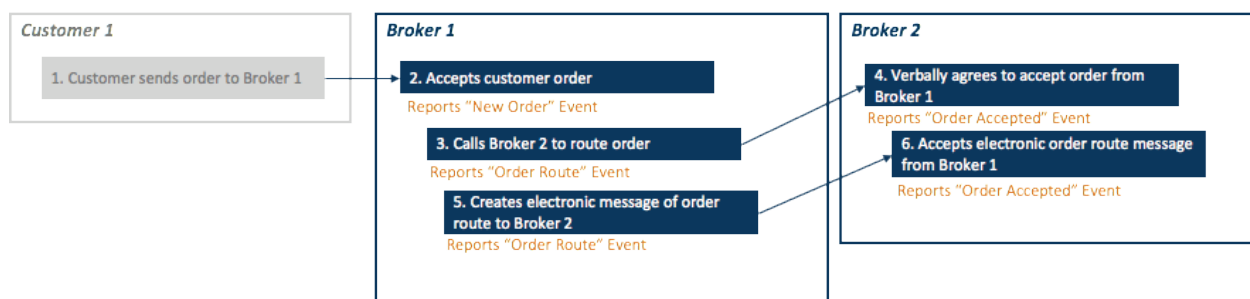 Customer 1
1. Customer sends order to Broker 1
Broker 1
2. Accepts customer order
Reports "New Order" Event
3. Calls Broker 2 to route order
Reports "Order Route" Event
5. Creates electronic message of order
route to Broker 2
Reports "Order Route" Event
Broker 2
4. Verbally agrees to accept order from
Broker 1
Reports "Order Accepted" Event
6. Accepts electronic order route message
from Broker 1
Reports "Order Accepted" Event